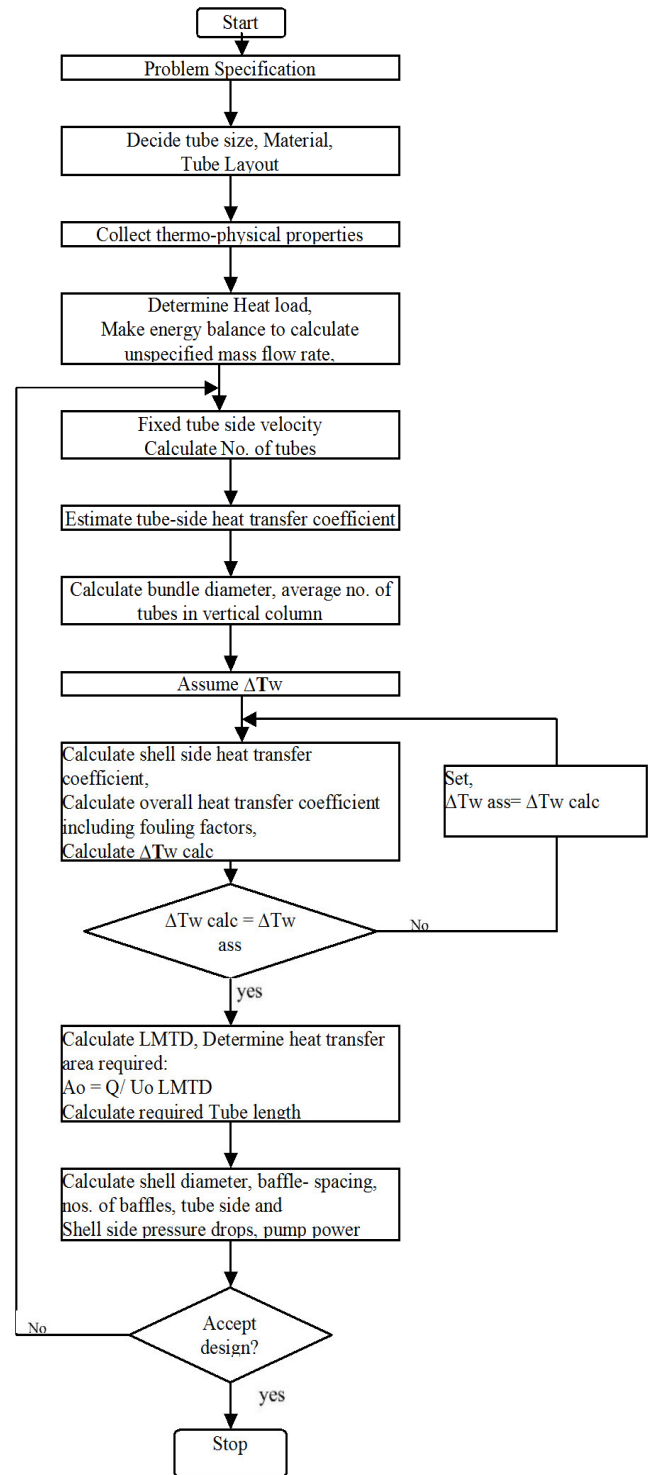 Start
Problem Specification
Decide tube size, Material,
Tube Layout
Collect thermo-physical properties
Determine Heat load,
Make energy balance to calculate
unspecified mass flow rate,
Fixed tube side velocity
Calculate No. of tubes
Estimate tube-side heat transfer coefficient
Calculate bundle diameter, average no. of
tubes in vertical column
Assume ΔTw
Calculate shell side heat transfer
coefficient,
Calculate overall heat transfer coefficient
including fouling factors,
Calculate ΔTw calc
Set,
ΔTw ass= ΔTw calc
ΔTw calc = ΔTw
ass
No
yes
Calculate LMTD, Determine heat transfer
area required:
Ao = Q/ Uo LMTD
Calculate required Tube length
Calculate shell diameter, baffle- spacing,
nos. of baffles, tube side and
Shell side pressure drops, pump power
Accept
design?
No
yes
Stop